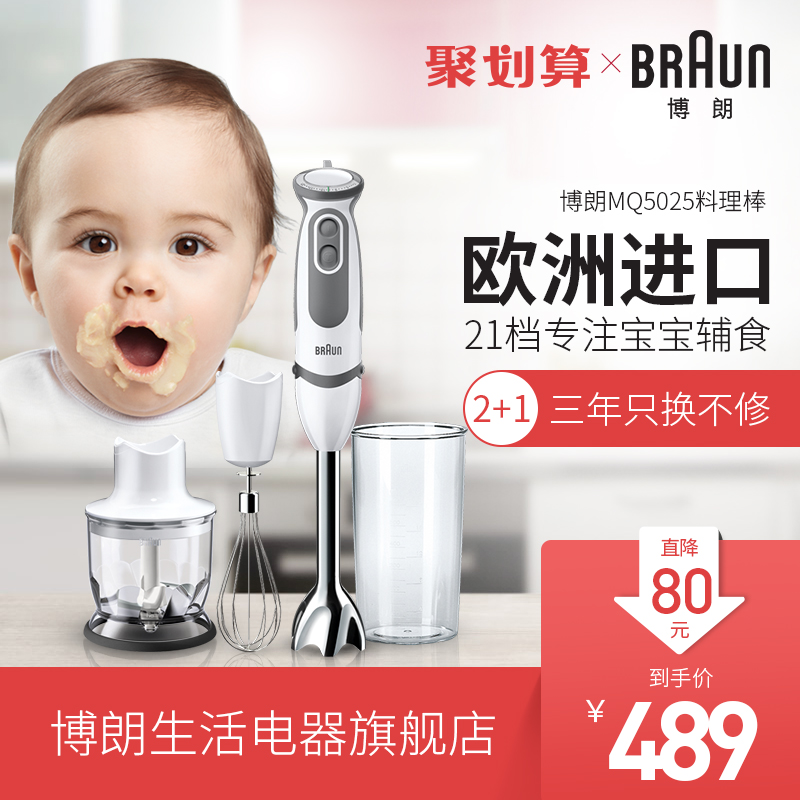 聚划算×BRAUN
博朗
博朗MQ5025料理棒
欧洲进口
21档专注宝宝辅食
2+1 三年只换不修
BRAUN
直降
80
元
到手价
¥489
博朗生活电器旗舰店